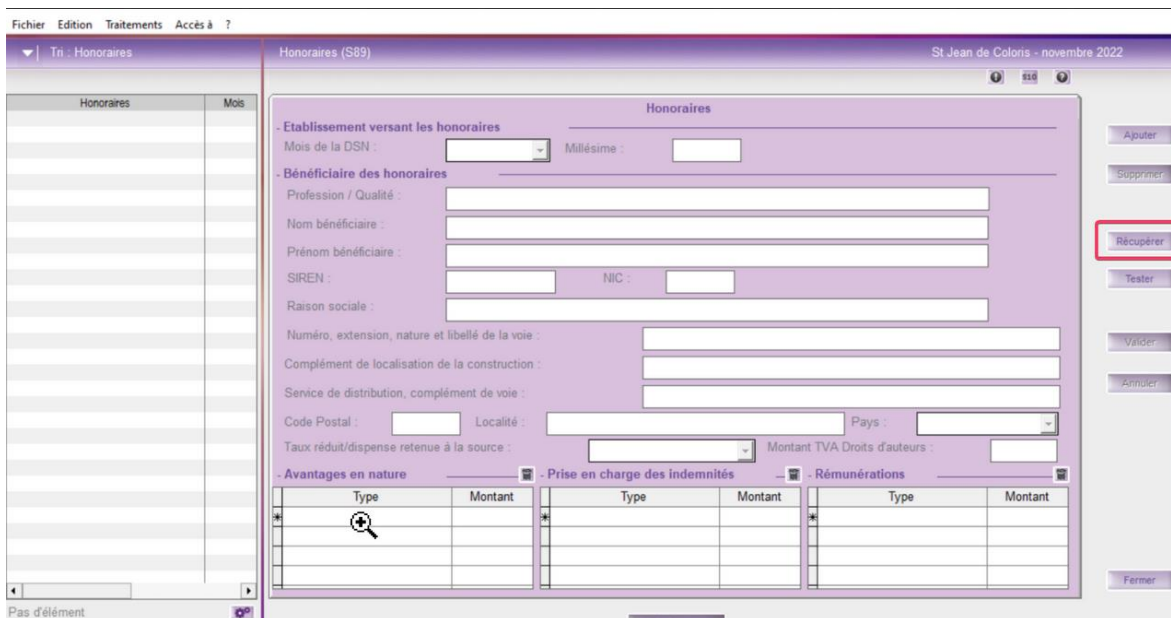 Fichier Edition Traitements Accès à ?
Tri : Honoraires
Honoraires (S89)
St Jean de Coloris - novembre 2022
S10
Honoraires Mois
Honoraires
- Etablissement versant les honoraires
Mois de la DSN : Millésime :
- Bénéficiaire des honoraires
Profession / Qualité :
Nom bénéficiaire :
Prénom bénéficiaire :
SIREN : NIC :
Raison sociale :
Numéro, extension, nature et libellé de la voie :
Complément de localisation de la construction :
Service de distribution, complément de voie :
Code Postal : Localité : Pays :
Taux réduit/dispense retenue à la source : Montant TVA Droits d'auteurs :
- Avantages en nature - Prise en charge des indemnités - Rémunérations
Type Montant Type Montant Type Montant
Ajouter
Supprimer
Récupérer
Tester
Valider
Annuler
Fermer
Pas d'élément